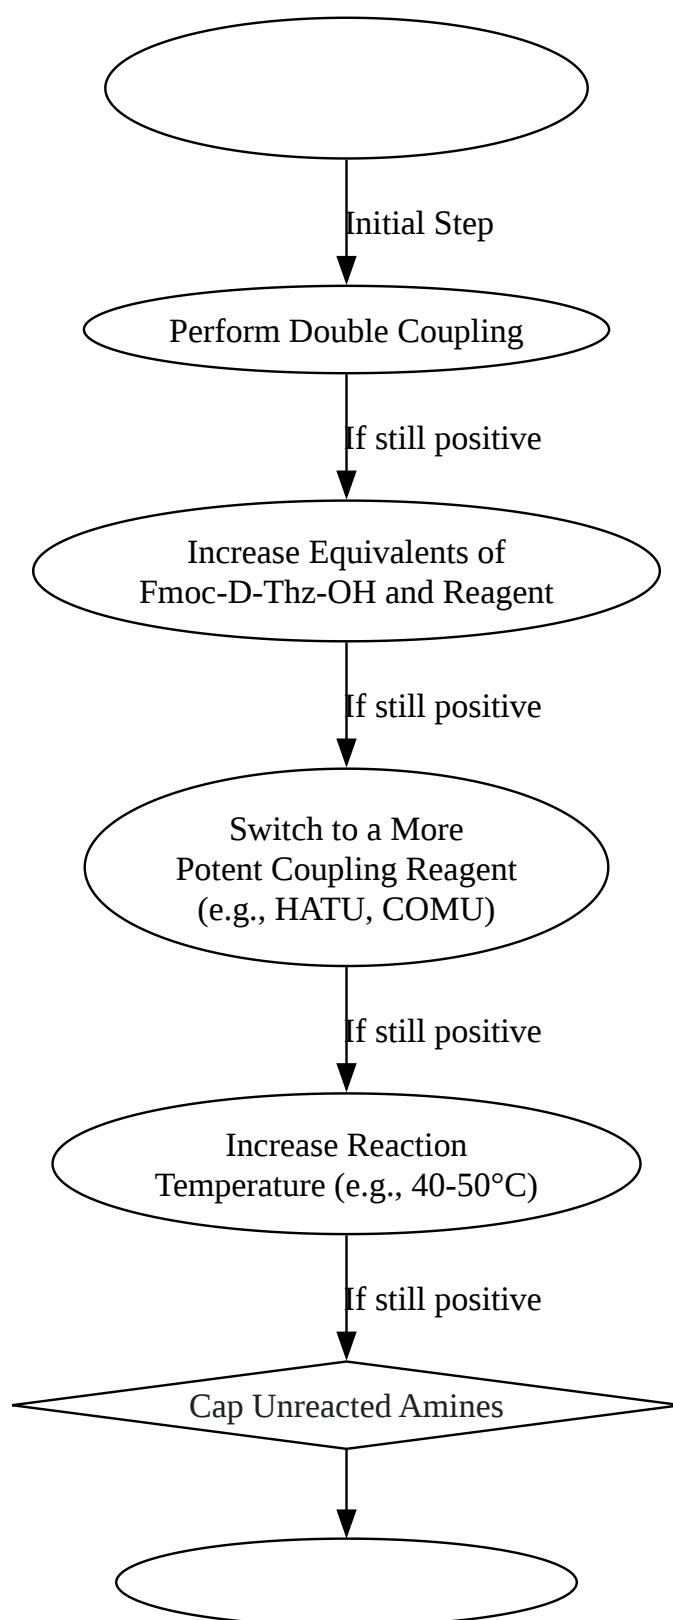 Initial Step
Perform Double Coupling
If still positive
Increase Equivalents of
Fmoc-D-Thz-OH and Reagent
If still positive
Switch to a More
Potent Coupling Reagent
(e.g., HATU, COMU)
If still positive
Increase Reaction
Temperature (e.g., 40-50°C)
If still positive
Cap Unreacted Amines